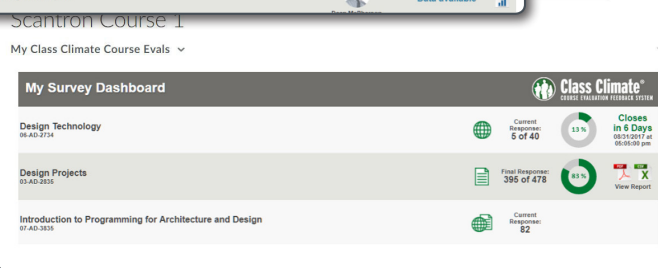 Data Available
Scantron Course 1
My Class Climate Course Evals
My Survey Dashboard
Class Climate®
COURSE EVALUATION FEEDBACK SYSTEM
Design Technology
06-AD-2734
Current
Response:
5 of 40
13 %
Closes
in 6 Days
08/31/2017 at
05:05:00 pm
Design Projects
03-AD-2835
Final Response:
395 of 478
83 %
PDF
View Report
Introduction to Programming for Architecture and Design
07-AD-3835
Current
Response:
82